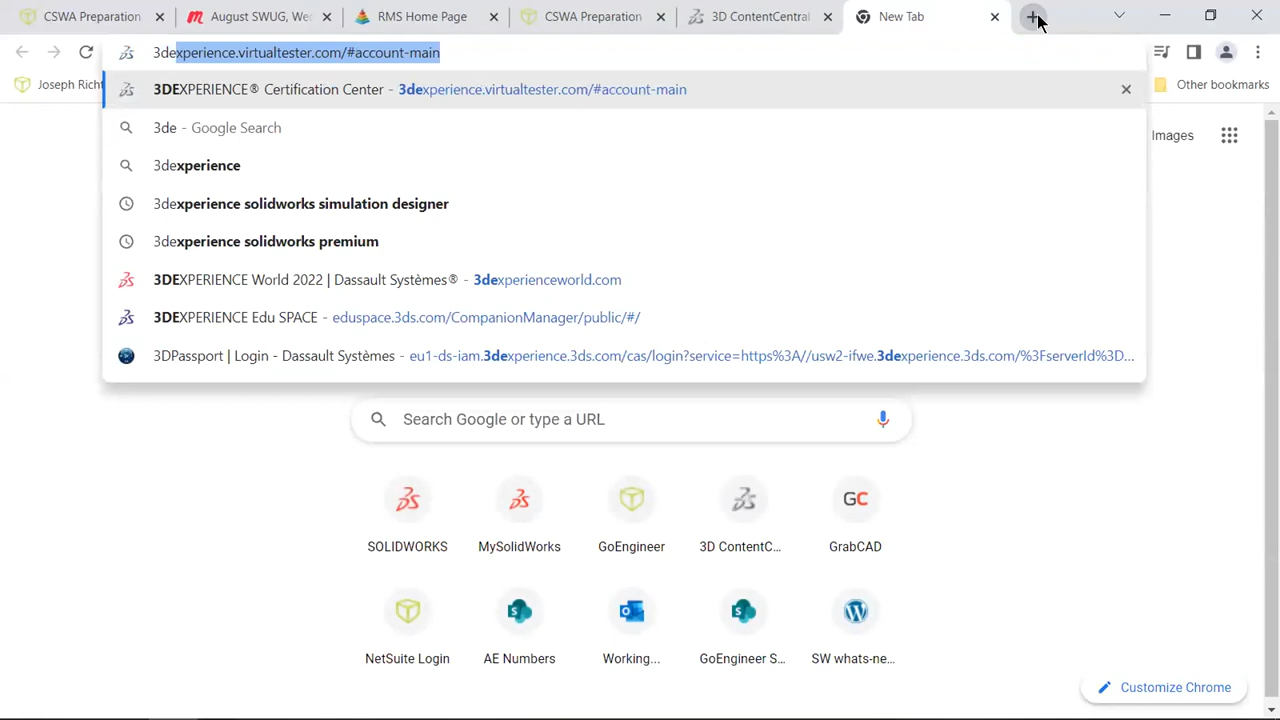 CSWA Preparation
August SWUG, We
RMS Home Page
CSWA Preparation
3D ContentCentral
New Tab
3dexperience.virtualtester.com/#account-main
Joseph Richt
Other bookmarks
3DEXPERIENCE® Certification Center - 3dexperience.virtualtester.com/#account-main
3de - Google Search
3dexperience
3dexperience solidworks simulation designer
3dexperience solidworks premium
3DEXPERIENCE World 2022 | Dassault Systèmes® - 3dexperienceworld.com
3DEXPERIENCE Edu SPACE - eduspace.3ds.com/CompanionManager/public/#/
3DPassport | Login - Dassault Systèmes - eu1-ds-iam.3dexperience.3ds.com/cas/login?service=https%3A//usw2-ifwe.3dexperience.3ds.com/%3FserverId%3D...
Images
Search Google or type a URL
GC
SOLIDWORKS
MySolidWorks
GoEngineer
3D ContentC...
GrabCAD
NetSuite Login
AE Numbers
Working...
GoEngineer S...
SW whats-ne...
Customize Chrome